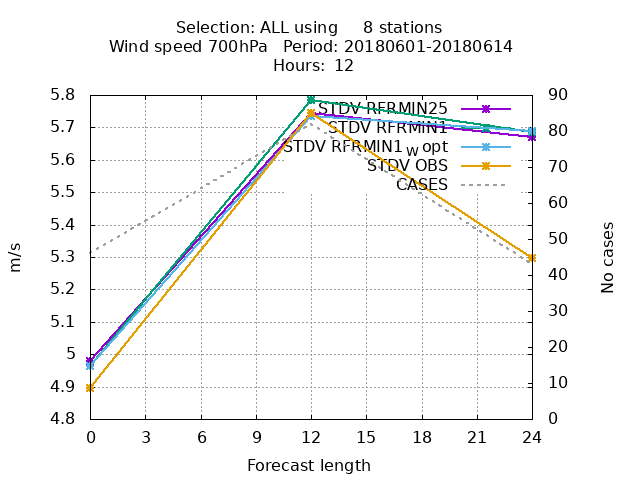 Selection: ALL using 8 stations
Wind speed 700hPa Period: 20180601-20180614
Hours: 12
5.8
5.7
5.6
5.5
5.4
5.3
5.2
5.1
5
4.9
4.8
m/s
STDV RFRMIN25
STDV RFRMIN1
STDV RFRMIN1wopt
STDV OBS
CASES
90
80
70
60
50
40
30
20
10
0
No cases
0 3 6 9 12 15 18 21 24
Forecast length